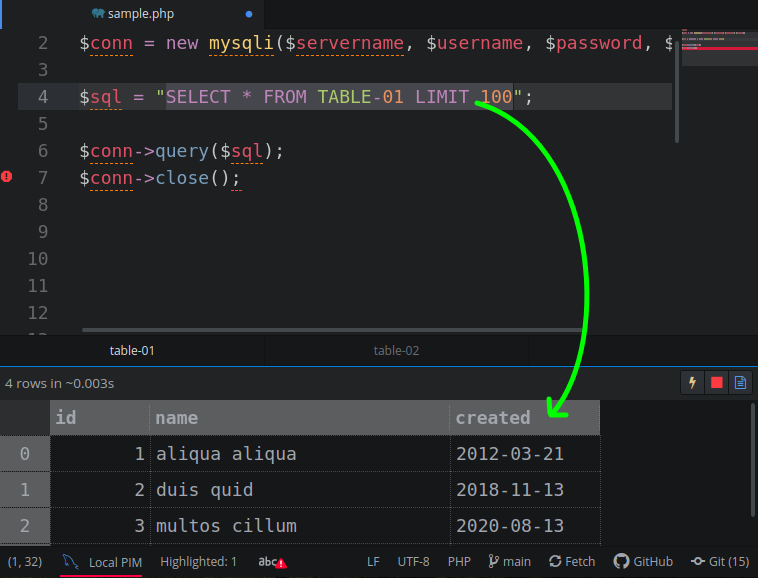 sample.php
2 $conn = new mysqli($servername, $username, $password, $
3
4 $sql = "SELECT * FROM TABLE-01 LIMIT 100";
5
6 $conn->query($sql);
7 $conn->close();
8
9
10
11
12
table-01 table-02
4 rows in ~0.003s
id name created
0 1 aliqua aliqua 2012-03-21
1 2 duis quid 2018-11-13
2 3 multos cillum 2020-08-13
(1, 32) Local PIM Highlighted: 1 abc LF UTF-8 PHP main Fetch GitHub Git (15)